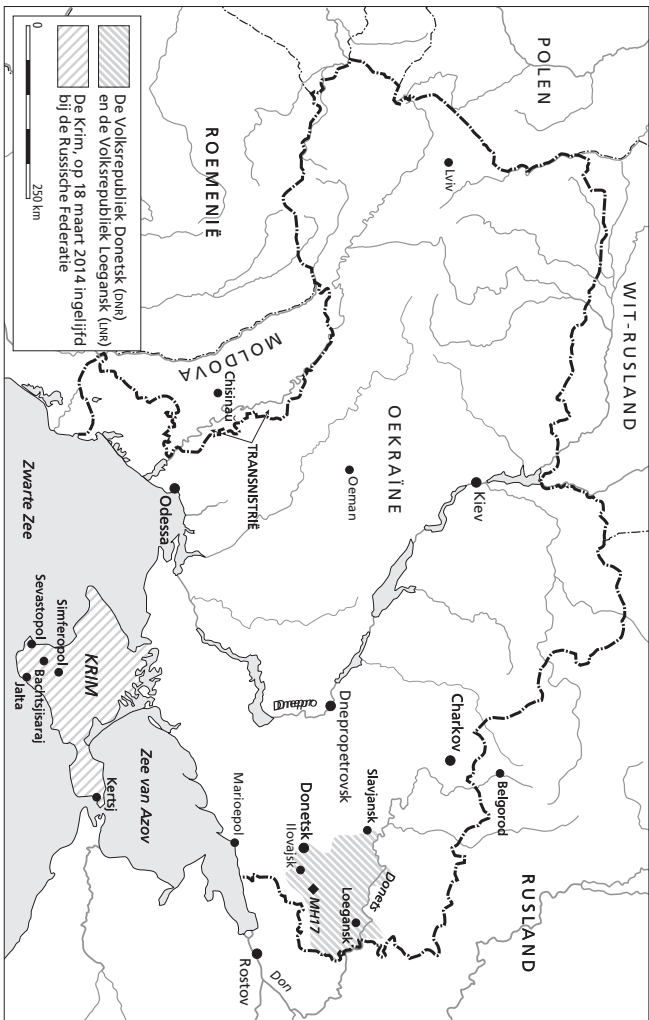 POLEN
WIT-RUSLAND
RUSLAND
Lviv
Kiev
Belgorod
Charkov
OEKRAÏNE
Oeman
Slavjansk
Donets
Loegansk
Dnepropetrovsk
Dnepro
Donetsk
Ilovajsk
MH17
ROEMENIË
MOLDOVA
Chisinau
TRANSNISTRIË
Odessa
Marioepol
Rostov
Don
Zee van Azov
Zwarte Zee
KRIM
Kertsj
Simferopol
Bachtsjisaraj
Sevastopol
Jalta
De Volksrepubliek Donetsk (DNR)
en de Volksrepubliek Loegansk (LNR)
De Krim, op 18 maart 2014 ingelijfd
bij de Russische Federatie
0 250 km